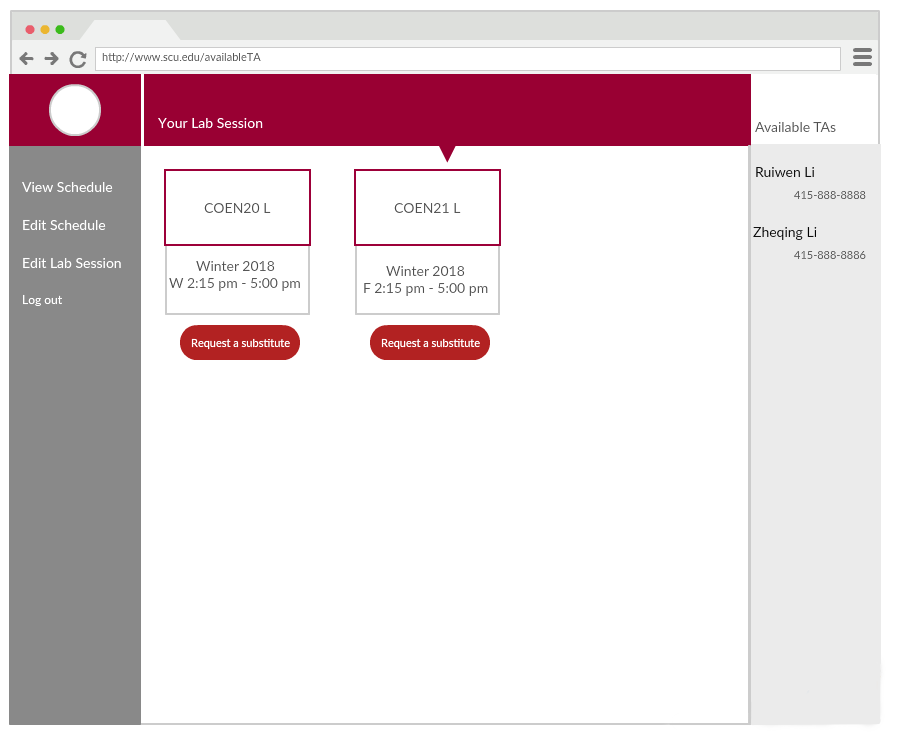 http://www.scu.edu/availableTA
Your Lab Session
Available TAs
View Schedule
Edit Schedule
Edit Lab Session
Log out
COEN20 L
Winter 2018
W 2:15 pm - 5:00 pm
Request a substitute
COEN21 L
Winter 2018
F 2:15 pm - 5:00 pm
Request a substitute
Ruiwen Li
415-888-8888
Zheqing Li
415-888-8886